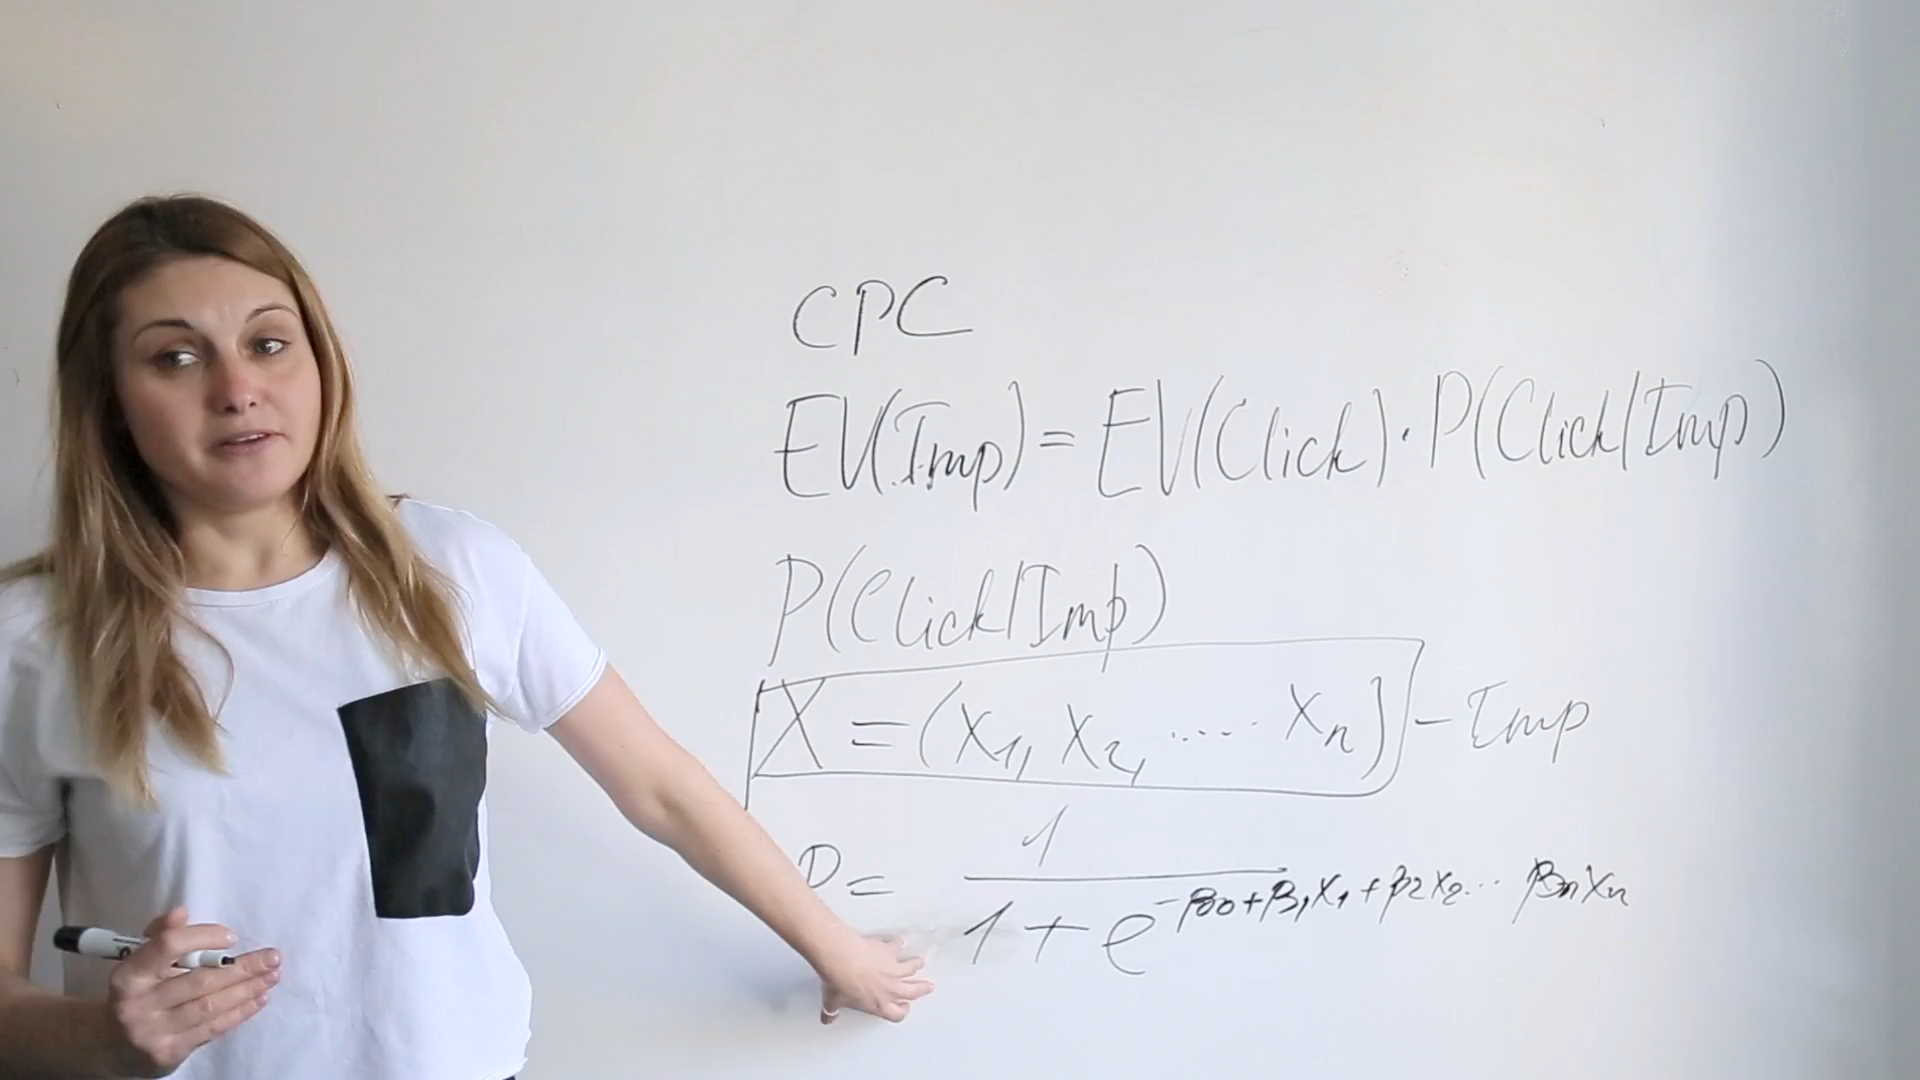 CPC
EV(Imp) = EV(Click) · P(Click/Imp)
P(Click/Imp)
X = (x₁, x₂, ..... xₙ) - Imp
P = 1
1 + e^-β₀+β₁x₁+β₂x₂... βₙxₙ